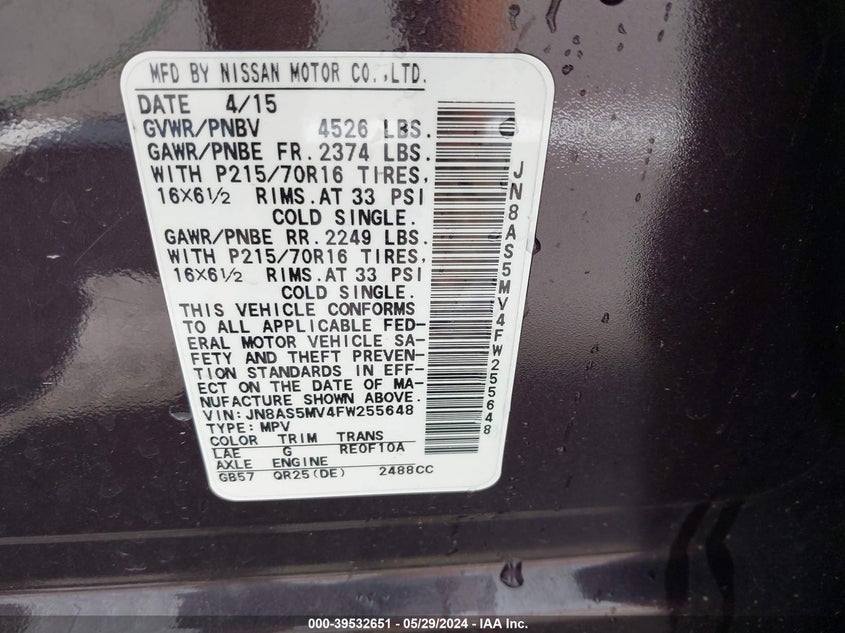 MFD BY NISSAN MOTOR CO.,LTD.
DATE 4/15
GVWR/PNBV 4526 LBS.
GAWR/PNBE FR. 2374 LBS.
WITH P215/70R16 TIRES,
16X6½ RIMS. AT 33 PSI
COLD SINGLE.
GAWR/PNBE RR. 2249 LBS.
WITH P215/70R16 TIRES,
16X6½ RIMS. AT 33 PSI
COLD SINGLE.
THIS VEHICLE CONFORMS
TO ALL APPLICABLE FED-
ERAL MOTOR VEHICLE SA-
FETY AND THEFT PREVEN-
TION STANDARDS IN EFF-
ECT ON THE DATE OF MA-
NUFACTURE SHOWN ABOVE.
VIN: JN8AS5MV4FW255648
TYPE: MPV
COLOR TRIM TRANS
LAE G RE0F10A
AXLE ENGINE
GB57 QR25(DE) 2488CC
JN8AS5MV4FW255648
000-39532651 - 05/29/2024 - IAA Inc.